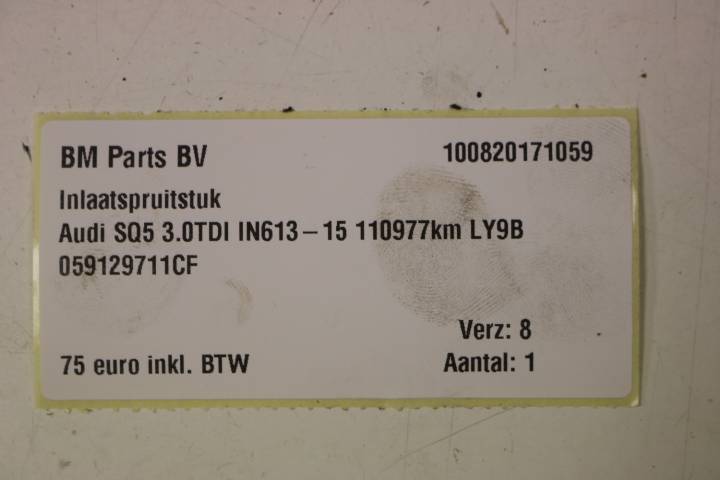 BM Parts BV 100820171059
Inlaatspruitstuk
Audi SQ5 3.0TDI IN613-15 110977km LY9B
059129711CF
Verz: 8
75 euro inkl. BTW Aantal: 1